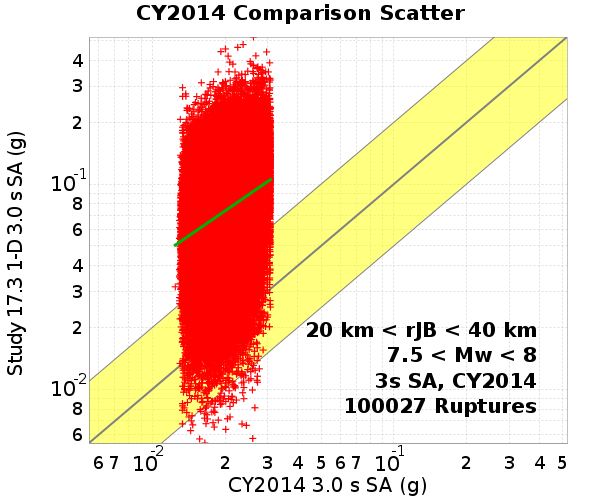 CY2014 Comparison Scatter
Study 17.3 1-D 3.0 s SA (g)
4
3
2
10⁻¹
8
6
4
3
2
10⁻²
8
6
20 km < rJB < 40 km
7.5 < Mw < 8
3s SA, CY2014
100027 Ruptures
6 7 10⁻² 2 3 4 5 6 7 10⁻¹ 2 3 4 5
CY2014 3.0 s SA (g)